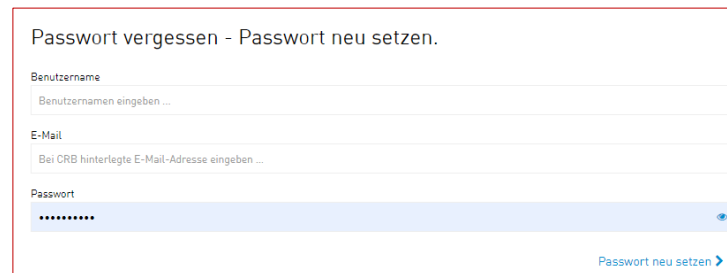 Passwort vergessen - Passwort neu setzen.
Benutzername
Benutzernamen eingeben ...
E-Mail
Bei CRB hinterlegte E-Mail-Adresse eingeben ...
Passwort
••••••••••
Passwort neu setzen